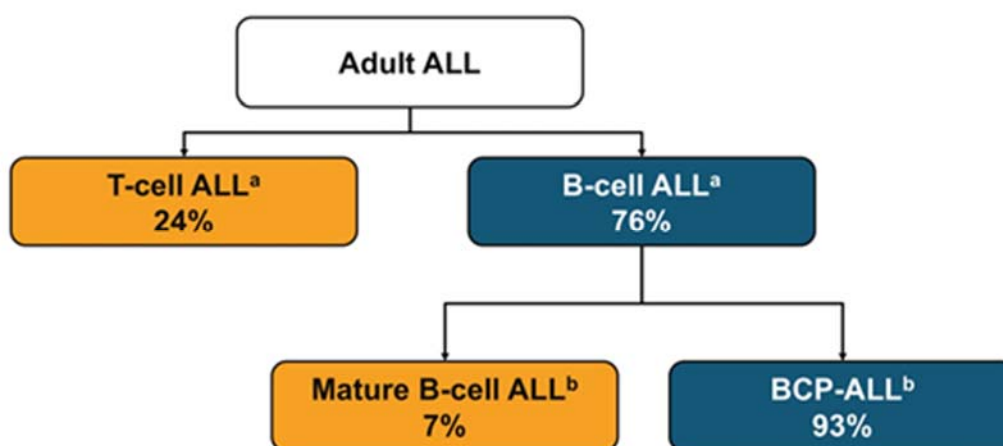 Adult ALL
T-cell ALLᵃ
24%
B-cell ALLᵃ
76%
Mature B-cell ALLᵇ
7%
BCP-ALLᵇ
93%